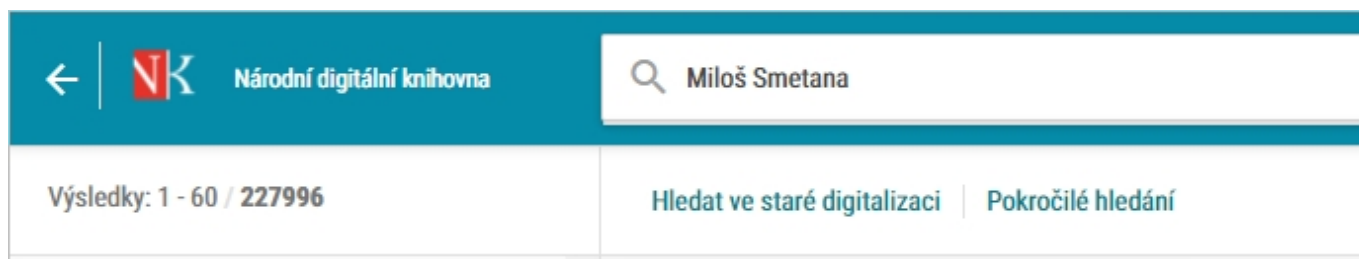 NK Národní digitální knihovna
Miloš Smetana
Výsledky: 1 - 60 / 227996
Hledat ve staré digitalizaci
Pokročilé hledání